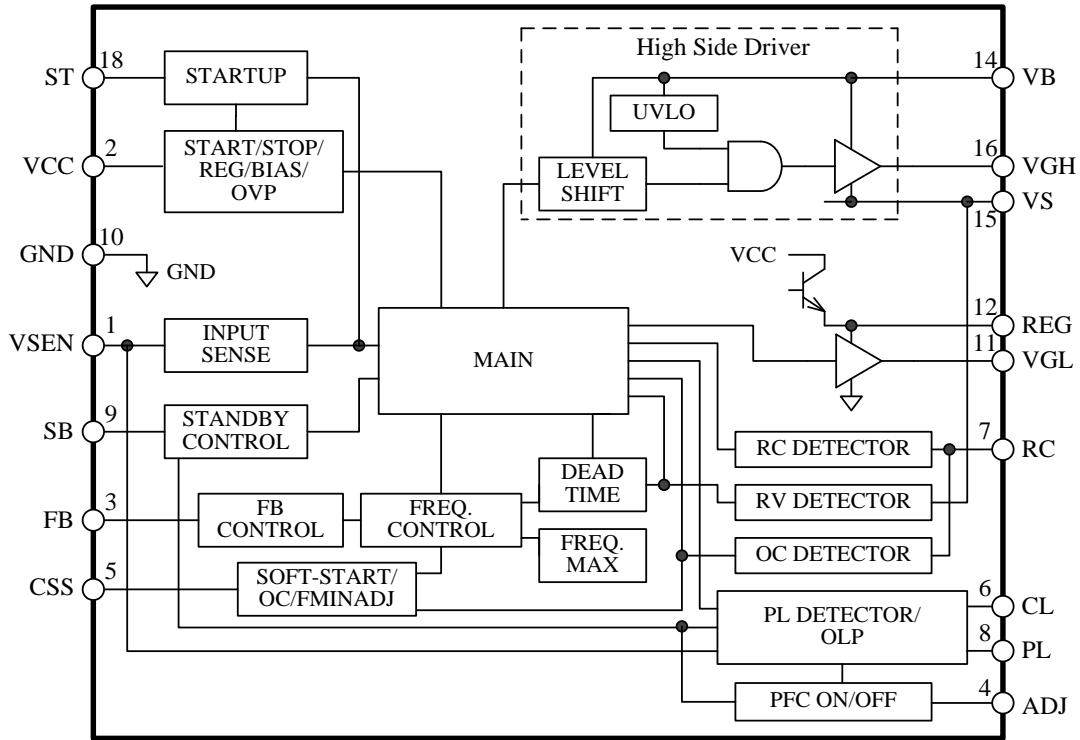 High Side Driver
18
ST
STARTUP
14
VB
UVLO
2
VCC
START/STOP/
REG/BIAS/
OVP
LEVEL
SHIFT
16
VGH
VS
15
10
GND
GND
VCC
1
VSEN
INPUT
SENSE
MAIN
12
REG
11
VGL
9
SB
STANDBY
CONTROL
7
RC DETECTOR
RC
DEAD
TIME
RV DETECTOR
3
FB
FB
CONTROL
FREQ.
CONTROL
FREQ.
MAX
OC DETECTOR
5
CSS
SOFT-START/
OC/FMINADJ
6
CL
PL DETECTOR/
OLP
8
PL
PFC ON/OFF
4
ADJ